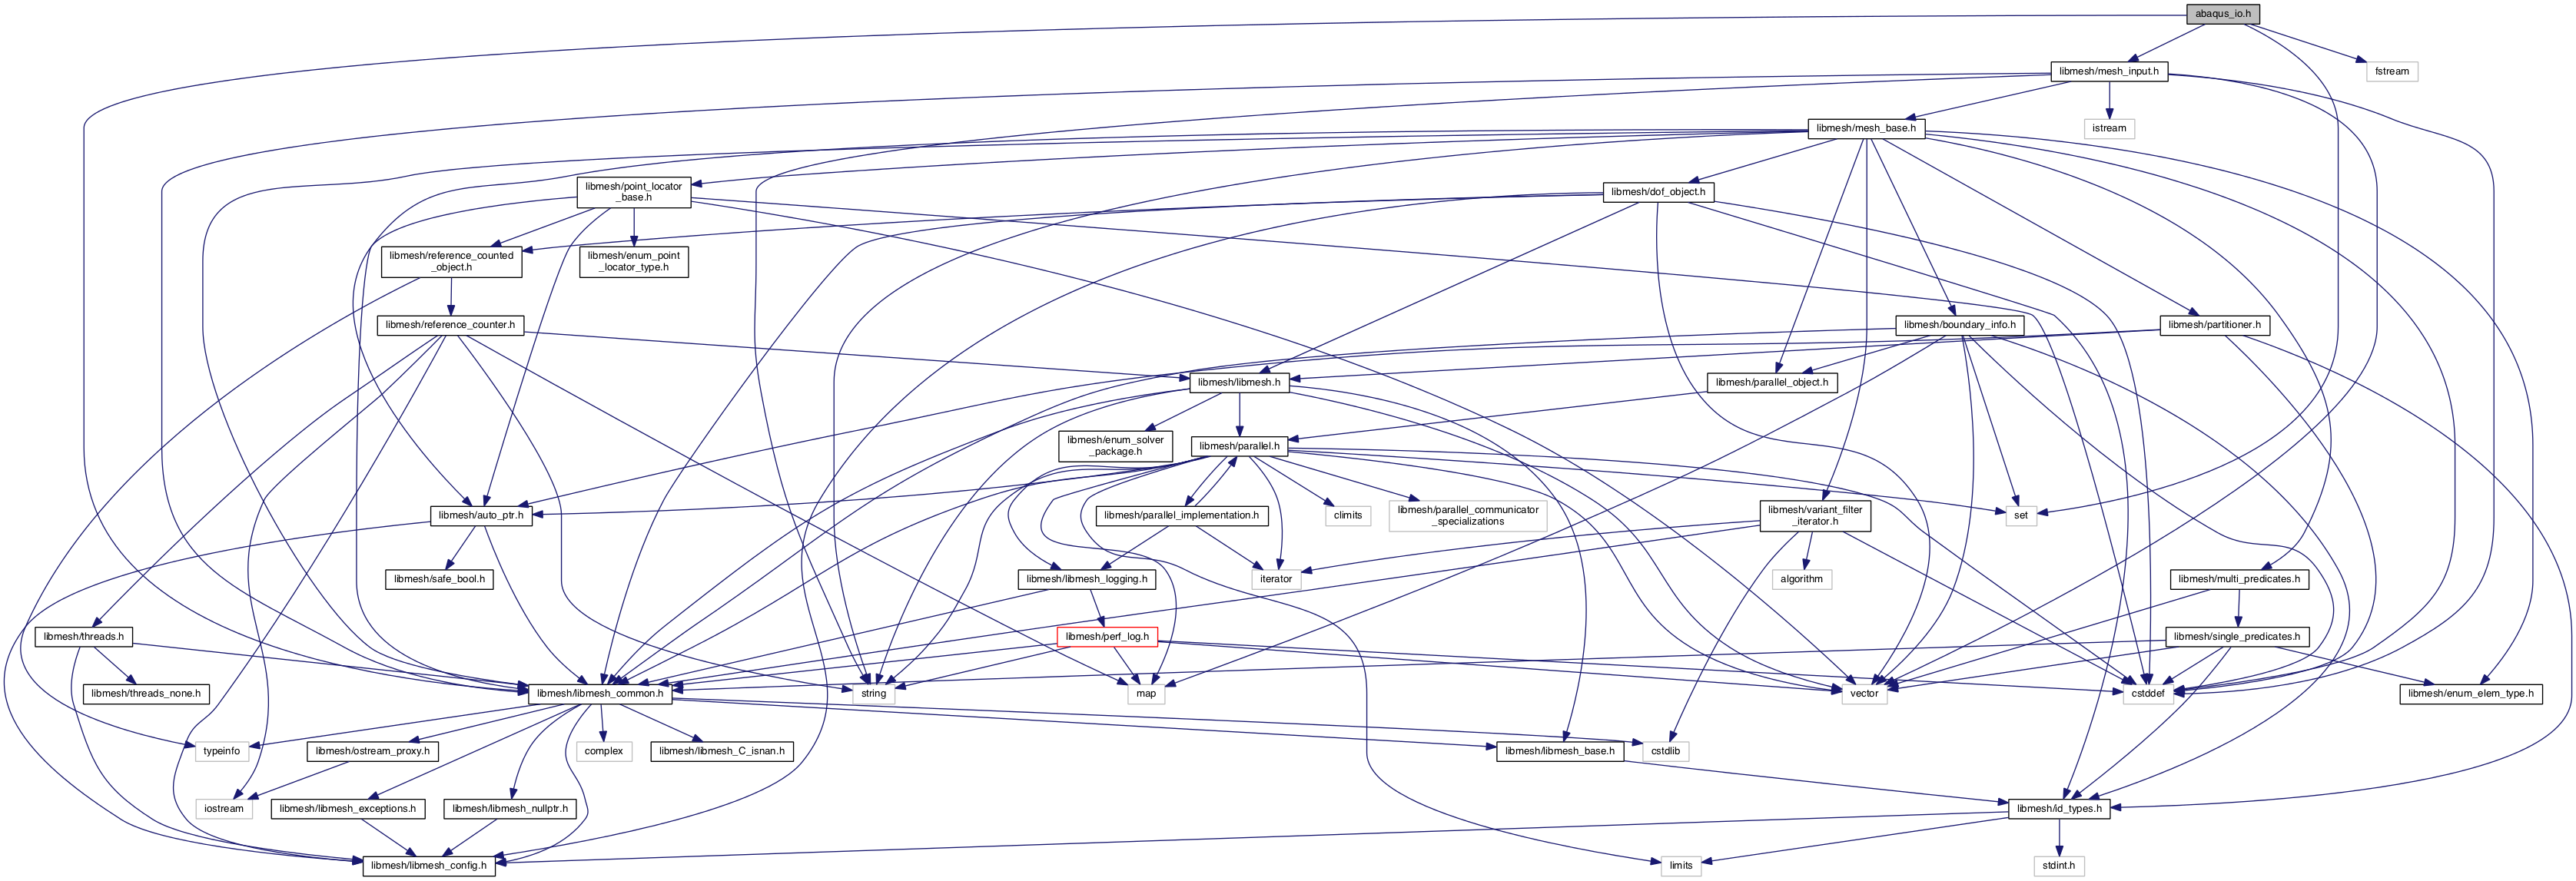 abaqus_io.h
libmesh/mesh_input.h
fstream
libmesh/mesh_base.h
istream
libmesh/point_locator
_base.h
libmesh/dof_object.h
libmesh/reference_counted
_object.h
libmesh/enum_point
_locator_type.h
libmesh/reference_counter.h
libmesh/boundary_info.h
libmesh/partitioner.h
libmesh/libmesh.h
libmesh/parallel_object.h
libmesh/enum_solver
_package.h
libmesh/parallel.h
libmesh/auto_ptr.h
libmesh/parallel_implementation.h
climits
libmesh/parallel_communicator
_specializations
libmesh/variant_filter
_iterator.h
set
libmesh/safe_bool.h
libmesh/libmesh_logging.h
iterator
algorithm
libmesh/multi_predicates.h
libmesh/threads.h
libmesh/perf_log.h
libmesh/single_predicates.h
libmesh/threads_none.h
libmesh/libmesh_common.h
string
map
vector
cstddef
libmesh/enum_elem_type.h
typeinfo
libmesh/ostream_proxy.h
complex
libmesh/libmesh_C_isnan.h
libmesh/libmesh_base.h
cstdlib
iostream
libmesh/libmesh_exceptions.h
libmesh/libmesh_nullptr.h
libmesh/id_types.h
libmesh/libmesh_config.h
limits
stdint.h